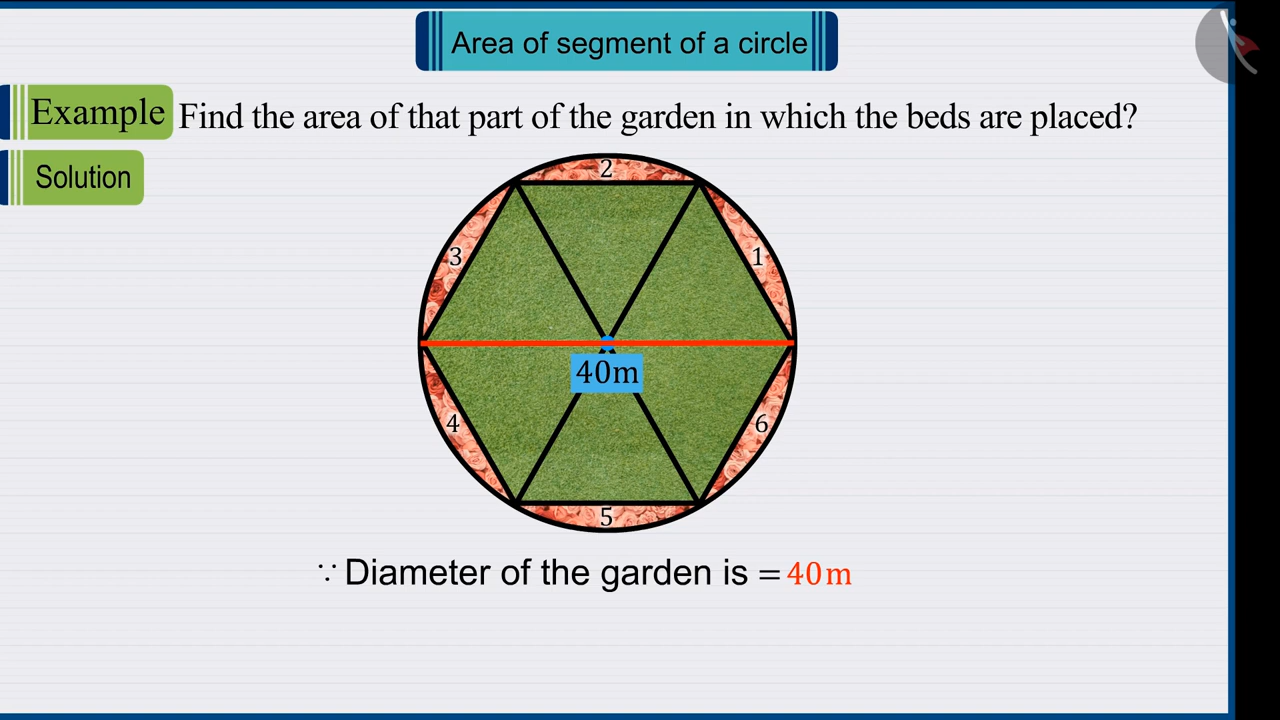 Area of segment of a circle
Example Find the area of that part of the garden in which the beds are placed?
Solution
2
3 1
40m
4 6
5
∵ Diameter of the garden is = 40m